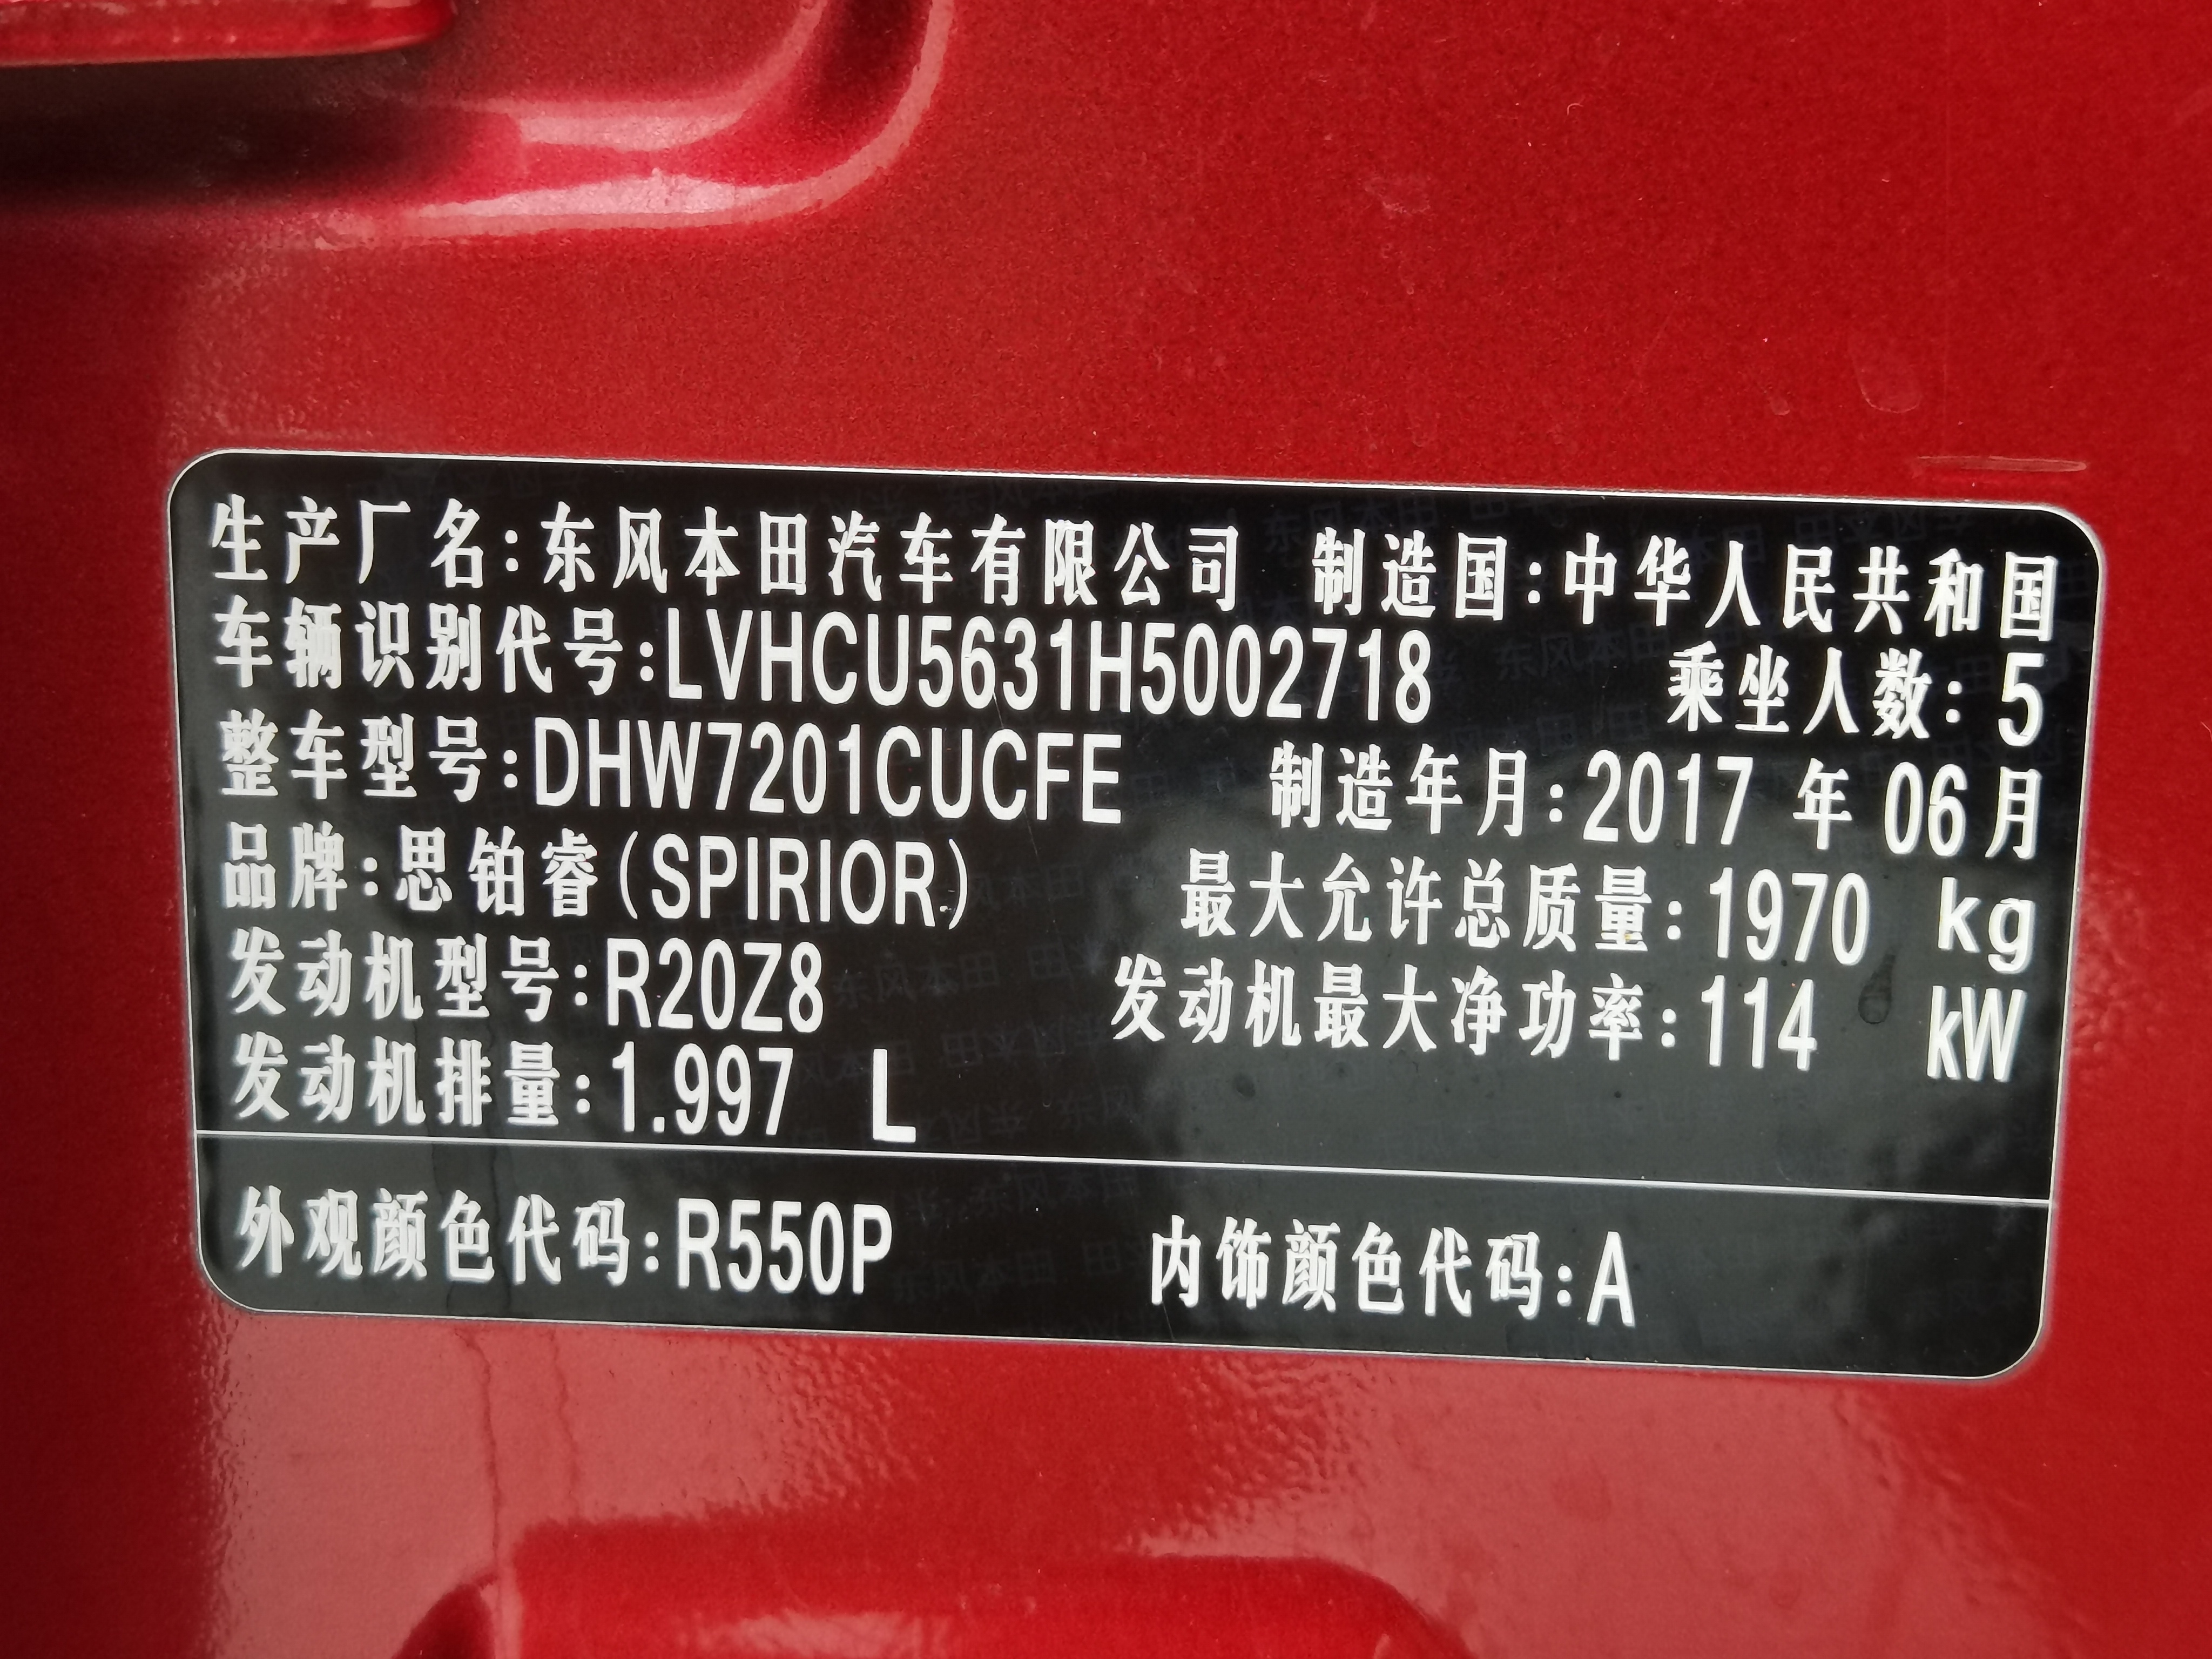 生产厂名:东风本田汽车有限公司 制造国:中华人民共和国
车辆识别代号:LVHCU5631H5002718 乘坐人数:5
整车型号:DHW7201CUCFE 制造年月:2017 年 06 月
品牌:思铂睿(SPIRIOR) 最大允许总质量:1970 kg
发动机型号:R20Z8 发动机最大净功率:114 kW
发动机排量:1.997 L
外观颜色代码:R550P 内饰颜色代码:A